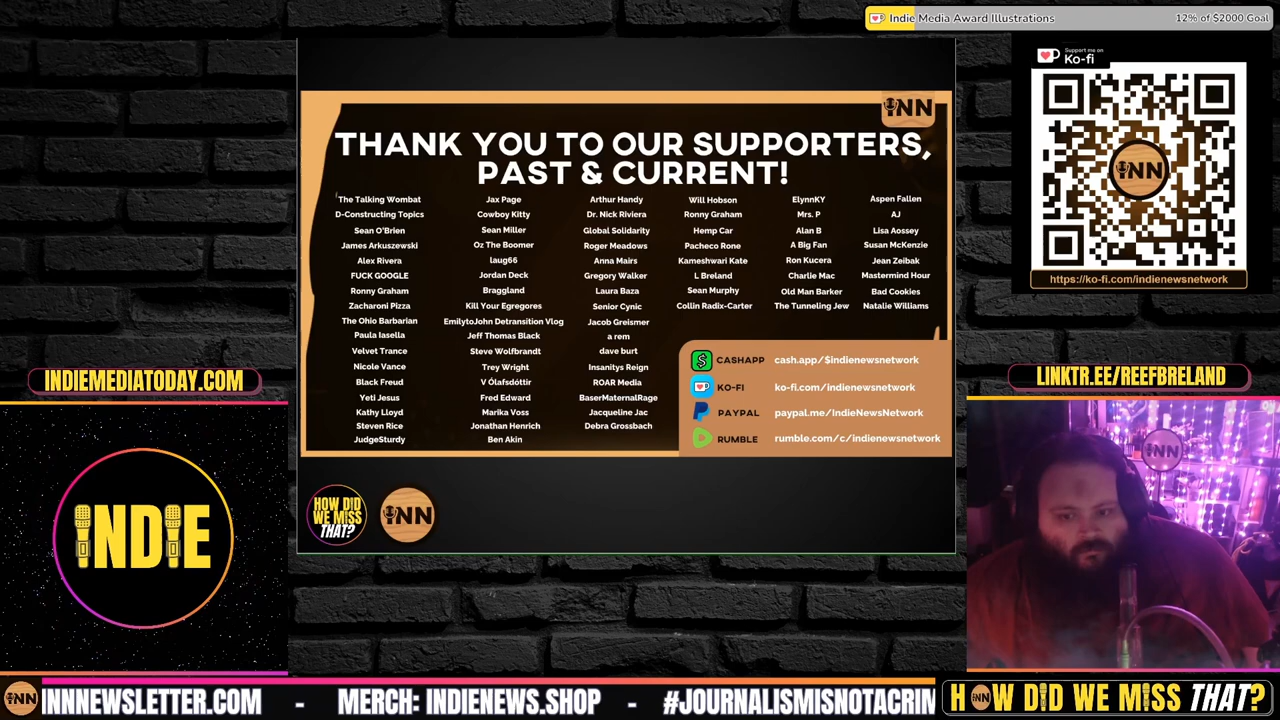 Indie Media Award Illustrations
12% of $2000 Goal
Support me on
Ko-fi
INN
https://ko-fi.com/indienewsnetwork
INN
THANK YOU TO OUR SUPPORTERS,
PAST & CURRENT!
The Talking Wombat
D-Constructing Topics
Sean O'Brien
James Arkuszewski
Alex Rivera
FUCK GOOGLE
Ronny Graham
Zacharoni Pizza
The Ohio Barbarian
Paula Iasella
Velvet Trance
Nicole Vance
Black Freud
Yeti Jesus
Kathy Lloyd
Steven Rice
JudgeSturdy
Jax Page
Cowboy Kitty
Sean Miller
Oz The Boomer
laug66
Jordan Deck
Braggland
Kill Your Egregores
EmilytoJohn Detransition Vlog
Jeff Thomas Black
Steve Wolfbrandt
Trey Wright
V Ólafsdóttir
Fred Edward
Marika Voss
Jonathan Henrich
Ben Akin
Arthur Handy
Dr. Nick Riviera
Global Solidarity
Roger Meadows
Anna Mairs
Gregory Walker
Laura Baza
Senior Cynic
Jacob Greismer
a rem
dave burt
Insanitys Reign
ROAR Media
BaserMaternalRage
Jacqueline Jac
Debra Grossbach
Will Hobson
Ronny Graham
Hemp Car
Pacheco Rone
Kameshwari Kate
L Breland
Sean Murphy
Collin Radix-Carter
ElynnKY
Mrs. P
Alan B
A Big Fan
Ron Kucera
Charlie Mac
Old Man Barker
The Tunneling Jew
Aspen Fallen
AJ
Lisa Aossey
Susan McKenzie
Jean Zeibak
Mastermind Hour
Bad Cookies
Natalie Williams
CASHAPP cash.app/$indienewsnetwork
KO-FI ko-fi.com/indienewsnetwork
PAYPAL paypal.me/IndieNewsNetwork
RUMBLE rumble.com/c/indienewsnetwork
HOW DID
WE MISS
THAT?
INN
INDIEMEDIATODAY.COM
INDIE
LINKTR.EE/REEFBRELAND
INN
INN
INNNEWSLETTER.COM - MERCH: INDIENEWS.SHOP - #JOURNALISMISNOTACRIN
HOW DID WE MISS THAT?